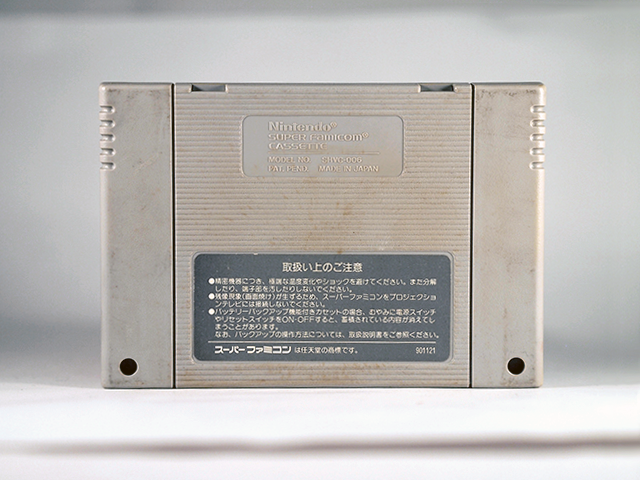 Nintendo®
SUPER FAMICOM®
CASSETTE
MODEL NO. SHVC-006
PAT. PEND. MADE IN JAPAN
取扱い上のご注意
●精密機器につき、極端な温度変化やショックを避けてください。また分解
したり、端子部を汚したりしないでください。
●残像現象(画面焼け)が生ずるため、スーパーファミコンをプロジェクション
テレビには接続しないでください。
●バッテリーバックアップ機能付きカセットの場合、むやみに電源スイッチ
やリセットスイッチをON-OFFすると、蓄積されている内容が消えてし
まうことがあります。
なお、バックアップの操作方法については、取扱説明書をご参照ください。
スーパーファミコン は任天堂の商標です。 901121